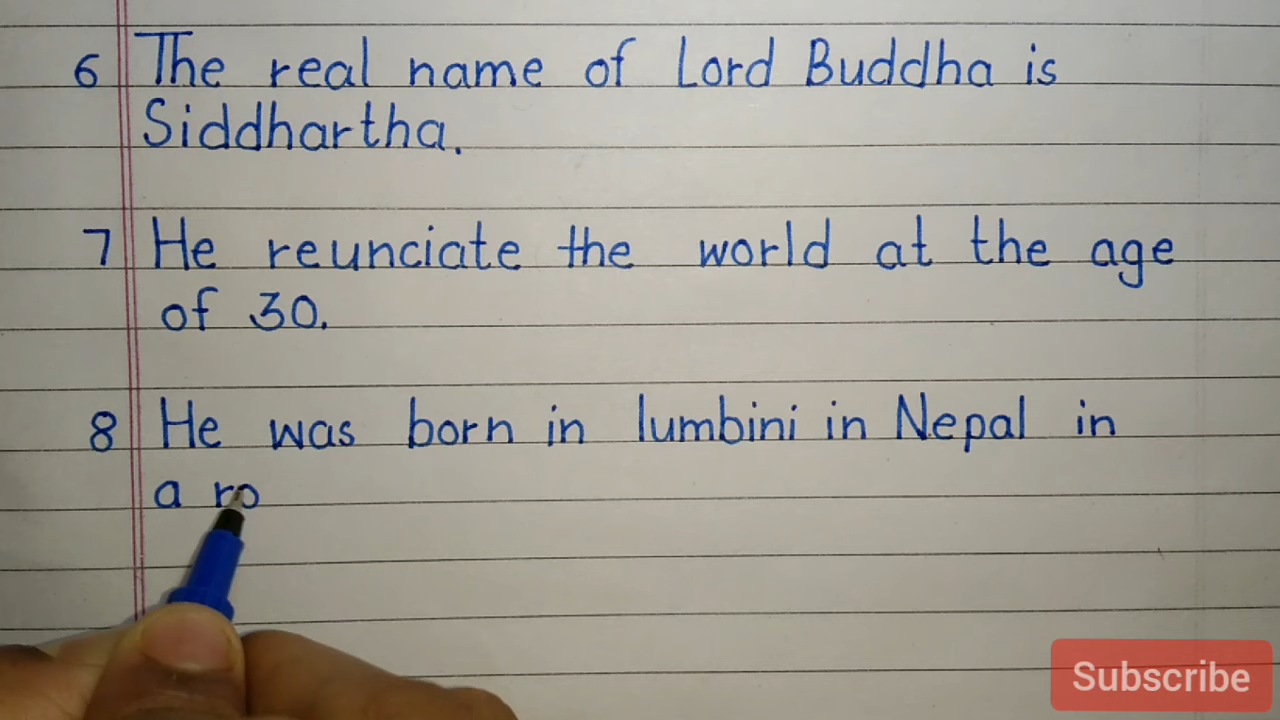 6 The real name of Lord Buddha is
Siddhartha.
7 He reunciate the world at the age
of 30.
8 He was born in lumbini in Nepal in
a ro
Subscribe